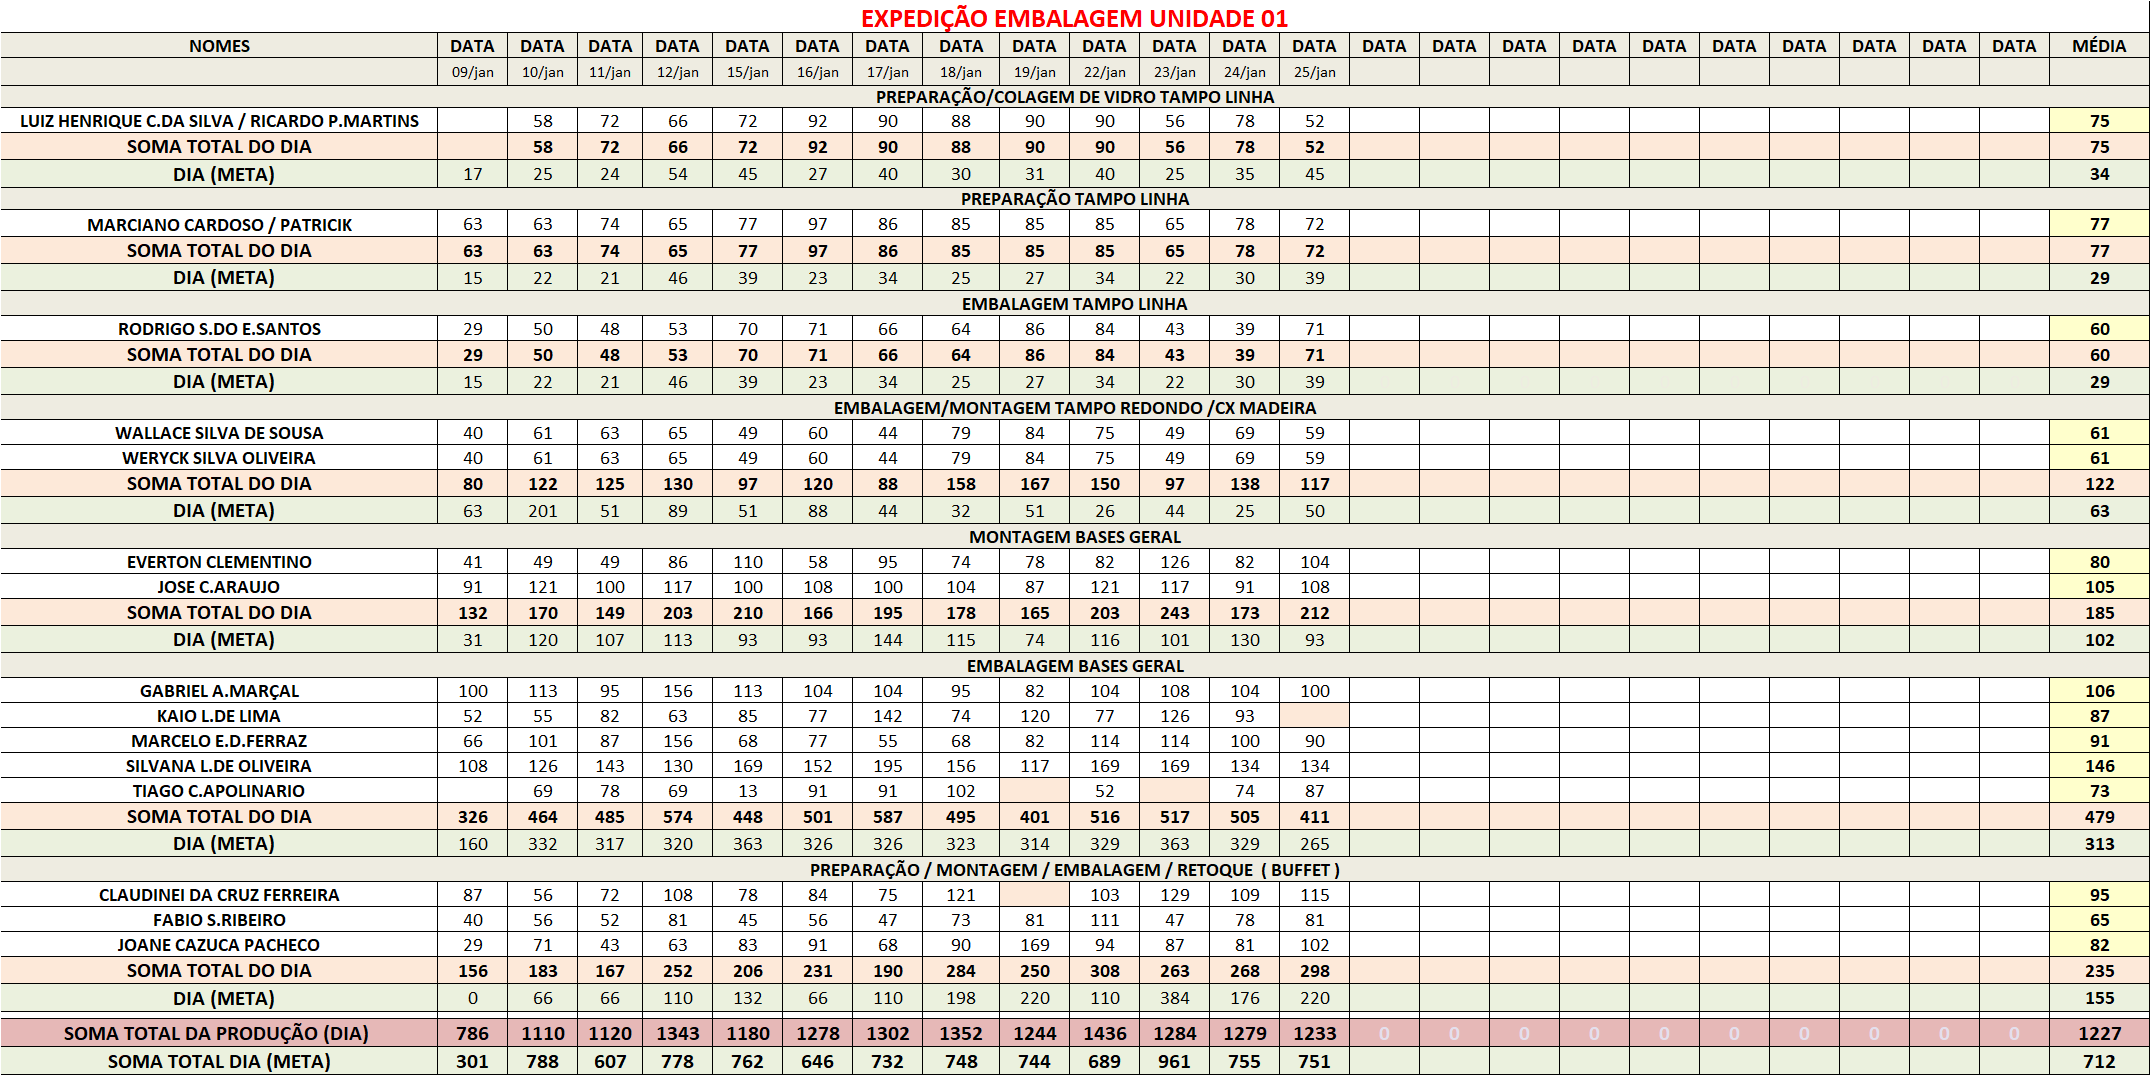 EXPEDIÇÃO EMBALAGEM UNIDADE 01
NOMES DATA DATA DATA DATA DATA DATA DATA DATA DATA DATA DATA DATA DATA DATA DATA DATA DATA DATA DATA DATA DATA DATA DATA MÉDIA
09/jan 10/jan 11/jan 12/jan 15/jan 16/jan 17/jan 18/jan 19/jan 22/jan 23/jan 24/jan 25/jan
PREPARAÇÃO/COLAGEM DE VIDRO TAMPO LINHA
LUIZ HENRIQUE C.DA SILVA / RICARDO P.MARTINS 58 72 66 72 92 90 88 90 90 56 78 52 75
SOMA TOTAL DO DIA 58 72 66 72 92 90 88 90 90 56 78 52 75
DIA (META) 17 25 24 54 45 27 40 30 31 40 25 35 45 34
PREPARAÇÃO TAMPO LINHA
MARCIANO CARDOSO / PATRICIK 63 63 74 65 77 97 86 85 85 85 65 78 72 77
SOMA TOTAL DO DIA 63 63 74 65 77 97 86 85 85 85 65 78 72 77
DIA (META) 15 22 21 46 39 23 34 25 27 34 22 30 39 29
EMBALAGEM TAMPO LINHA
RODRIGO S.DO E.SANTOS 29 50 48 53 70 71 66 64 86 84 43 39 71 60
SOMA TOTAL DO DIA 29 50 48 53 70 71 66 64 86 84 43 39 71 60
DIA (META) 15 22 21 46 39 23 34 25 27 34 22 30 39 29
EMBALAGEM/MONTAGEM TAMPO REDONDO /CX MADEIRA
WALLACE SILVA DE SOUSA 40 61 63 65 49 60 44 79 84 75 49 69 59 61
WERYCK SILVA OLIVEIRA 40 61 63 65 49 60 44 79 84 75 49 69 59 61
SOMA TOTAL DO DIA 80 122 125 130 97 120 88 158 167 150 97 138 117 122
DIA (META) 63 201 51 89 51 88 44 32 51 26 44 25 50 63
MONTAGEM BASES GERAL
EVERTON CLEMENTINO 41 49 49 86 110 58 95 74 78 82 126 82 104 80
JOSE C.ARAUJO 91 121 100 117 100 108 100 104 87 121 117 91 108 105
SOMA TOTAL DO DIA 132 170 149 203 210 166 195 178 165 203 243 173 212 185
DIA (META) 31 120 107 113 93 93 144 115 74 116 101 130 93 102
EMBALAGEM BASES GERAL
GABRIEL A.MARÇAL 100 113 95 156 113 104 104 95 82 104 108 104 100 106
KAIO L.DE LIMA 52 55 82 63 85 77 142 74 120 77 126 93 87
MARCELO E.D.FERRAZ 66 101 87 156 68 77 55 68 82 114 114 100 90 91
SILVANA L.DE OLIVEIRA 108 126 143 130 169 152 195 156 117 169 169 134 134 146
TIAGO C.APOLINARIO 69 78 69 13 91 91 102 52 74 87 73
SOMA TOTAL DO DIA 326 464 485 574 448 501 587 495 401 516 517 505 411 479
DIA (META) 160 332 317 320 363 326 326 323 314 329 363 329 265 313
PREPARAÇÃO / MONTAGEM / EMBALAGEM / RETOQUE ( BUFFET )
CLAUDINEI DA CRUZ FERREIRA 87 56 72 108 78 84 75 121 103 129 109 115 95
FABIO S.RIBEIRO 40 56 52 81 45 56 47 73 81 111 47 78 81 65
JOANE CAZUCA PACHECO 29 71 43 63 83 91 68 90 169 94 87 81 102 82
SOMA TOTAL DO DIA 156 183 167 252 206 231 190 284 250 308 263 268 298 235
DIA (META) 0 66 66 110 132 66 110 198 220 110 384 176 220 155
SOMA TOTAL DA PRODUÇÃO (DIA) 786 1110 1120 1343 1180 1278 1302 1352 1244 1436 1284 1279 1233 0 0 0 0 0 0 0 0 0 0 1227
SOMA TOTAL DIA (META) 301 788 607 778 762 646 732 748 744 689 961 755 751 712